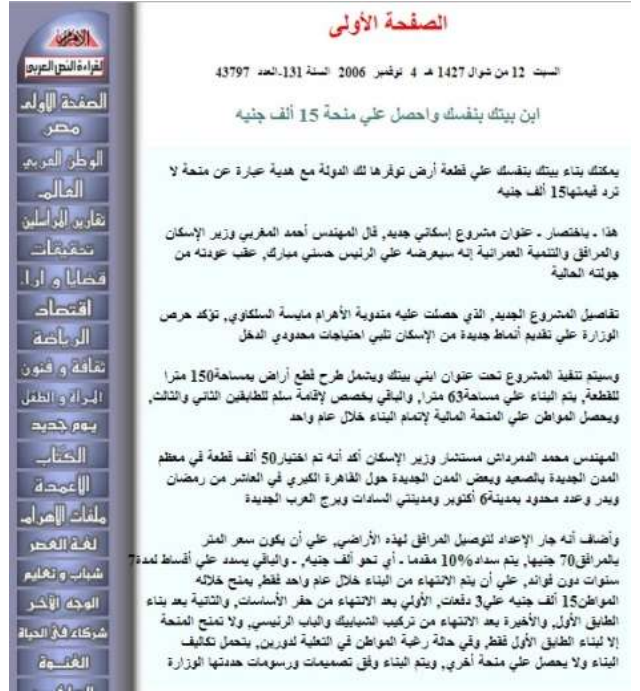 الأهرام
لقراءة النص العربى
الصفحة الأولى
مصر
الوطن العربى
العالم
تقارير المراسلين
تحقيقات
قضايا و اراء
اقتصاد
الرياضة
ثقافة و فنون
المرأة و الطفل
يوم جديد
الكتاب
الأعمدة
ملفات الأهرام
لغة العصر
شباب و تعليم
الوجه الآخر
شركاء فى الحياة
الصفحة الأولى
السبت 12 من شوال 1427 هـ 4 نوفمبر 2006 السنة 131-العدد 43797
ابن بيتك بنفسك واحصل علي منحة 15 ألف جنيه
يمكنك بناء بيتك بنفسك علي قطعة أرض توفرها لك الدولة مع هدية عبارة عن منحة لا
ترد قيمتها15 ألف جنيه
هذا ـ باختصار ـ عنوان مشروع إسكاني جديد, قال المهندس أحمد المغربي وزير الإسكان
والمرافق والتنمية العمرانية إنه سيعرضه علي الرئيس حسني مبارك, عقب عودته من
جولته الحالية
تفاصيل المشروع الجديد, الذي حصلت عليه مندوبة الأهرام مايسة السلكاوي, تؤكد حرص
الوزارة علي تقديم أنماط جديدة من الإسكان تلبي احتياجات محدودي الدخل
وسيتم تنفيذ المشروع تحت عنوان ابني بيتك ويشمل طرح قطع أراض بمساحة150 مترا
للقطعة, يتم البناء علي مساحة63 مترا, والباقي يخصص لإقامة سلم للطابقين الثاني والثالث,
ويحصل المواطن علي المنحة المالية لإتمام البناء خلال عام واحد
المهندس محمد الدمرداش مستشار وزير الإسكان أكد أنه تم اختيار50 ألف قطعة في معظم
المدن الجديدة بالصعيد وبعض المدن الجديدة حول القاهرة الكبري في العاشر من رمضان
وبدر وعدد محدود بمدينة6 أكتوبر ومدينتي السادات وبرج العرب الجديدة
وأضاف أنه جار الإعداد لتوصيل المرافق لهذه الأراضي, علي أن يكون سعر المتر
بالمرافق70 جنيها, يتم سداد10% مقدما ـ أي نحو ألف جنيه, ـ والباقي يسدد علي أقساط لمدة7
سنوات دون فوائد, علي أن يتم الانتهاء من البناء خلال عام واحد فقط, يمنح خلاله
المواطن15 ألف جنيه علي3 دفعات, الأولي بعد الانتهاء من حفر الأساسات, والثانية بعد بناء
الطابق الأول, والأخيرة بعد الانتهاء من تركيب الشبابيك والباب الرئيسي, ولا تمنح المنحة
إلا لبناء الطابق الأول فقط, وفي حالة رغبة المواطن في التعلية لدورين, يتحمل تكاليف
البناء ولا يحصل علي منحة أخري, ويتم البناء وفق تصميمات ورسومات حددتها الوزارة